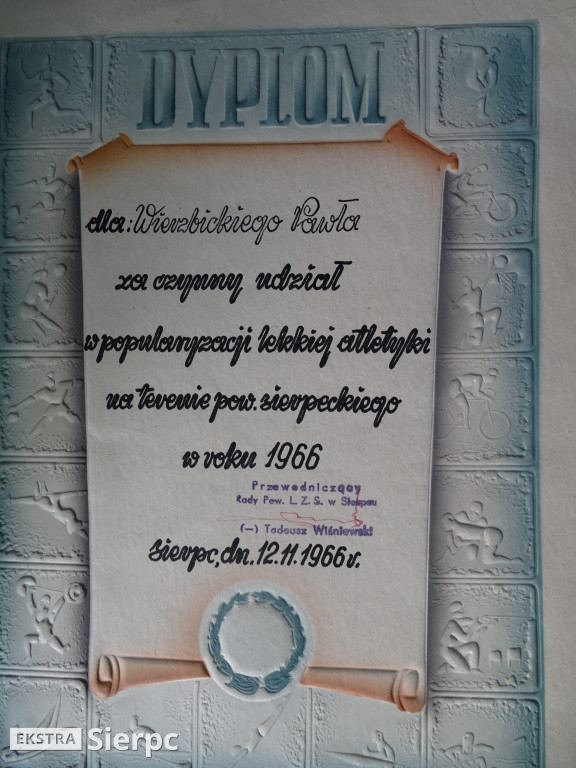 DYPLOM
dla: Wierzbickiego Pawła
za czynny udział
w popularyzacji lekkiej atletyki
na terenie pow. sierpeckiego
w roku 1966
Przewodniczący
Rady Pow. L. Z. S. w Sierpcu
(—) Tadeusz Wiśniewski
Sierpc, dn. 12.11.1966 r.
EKSTRA Sierpc